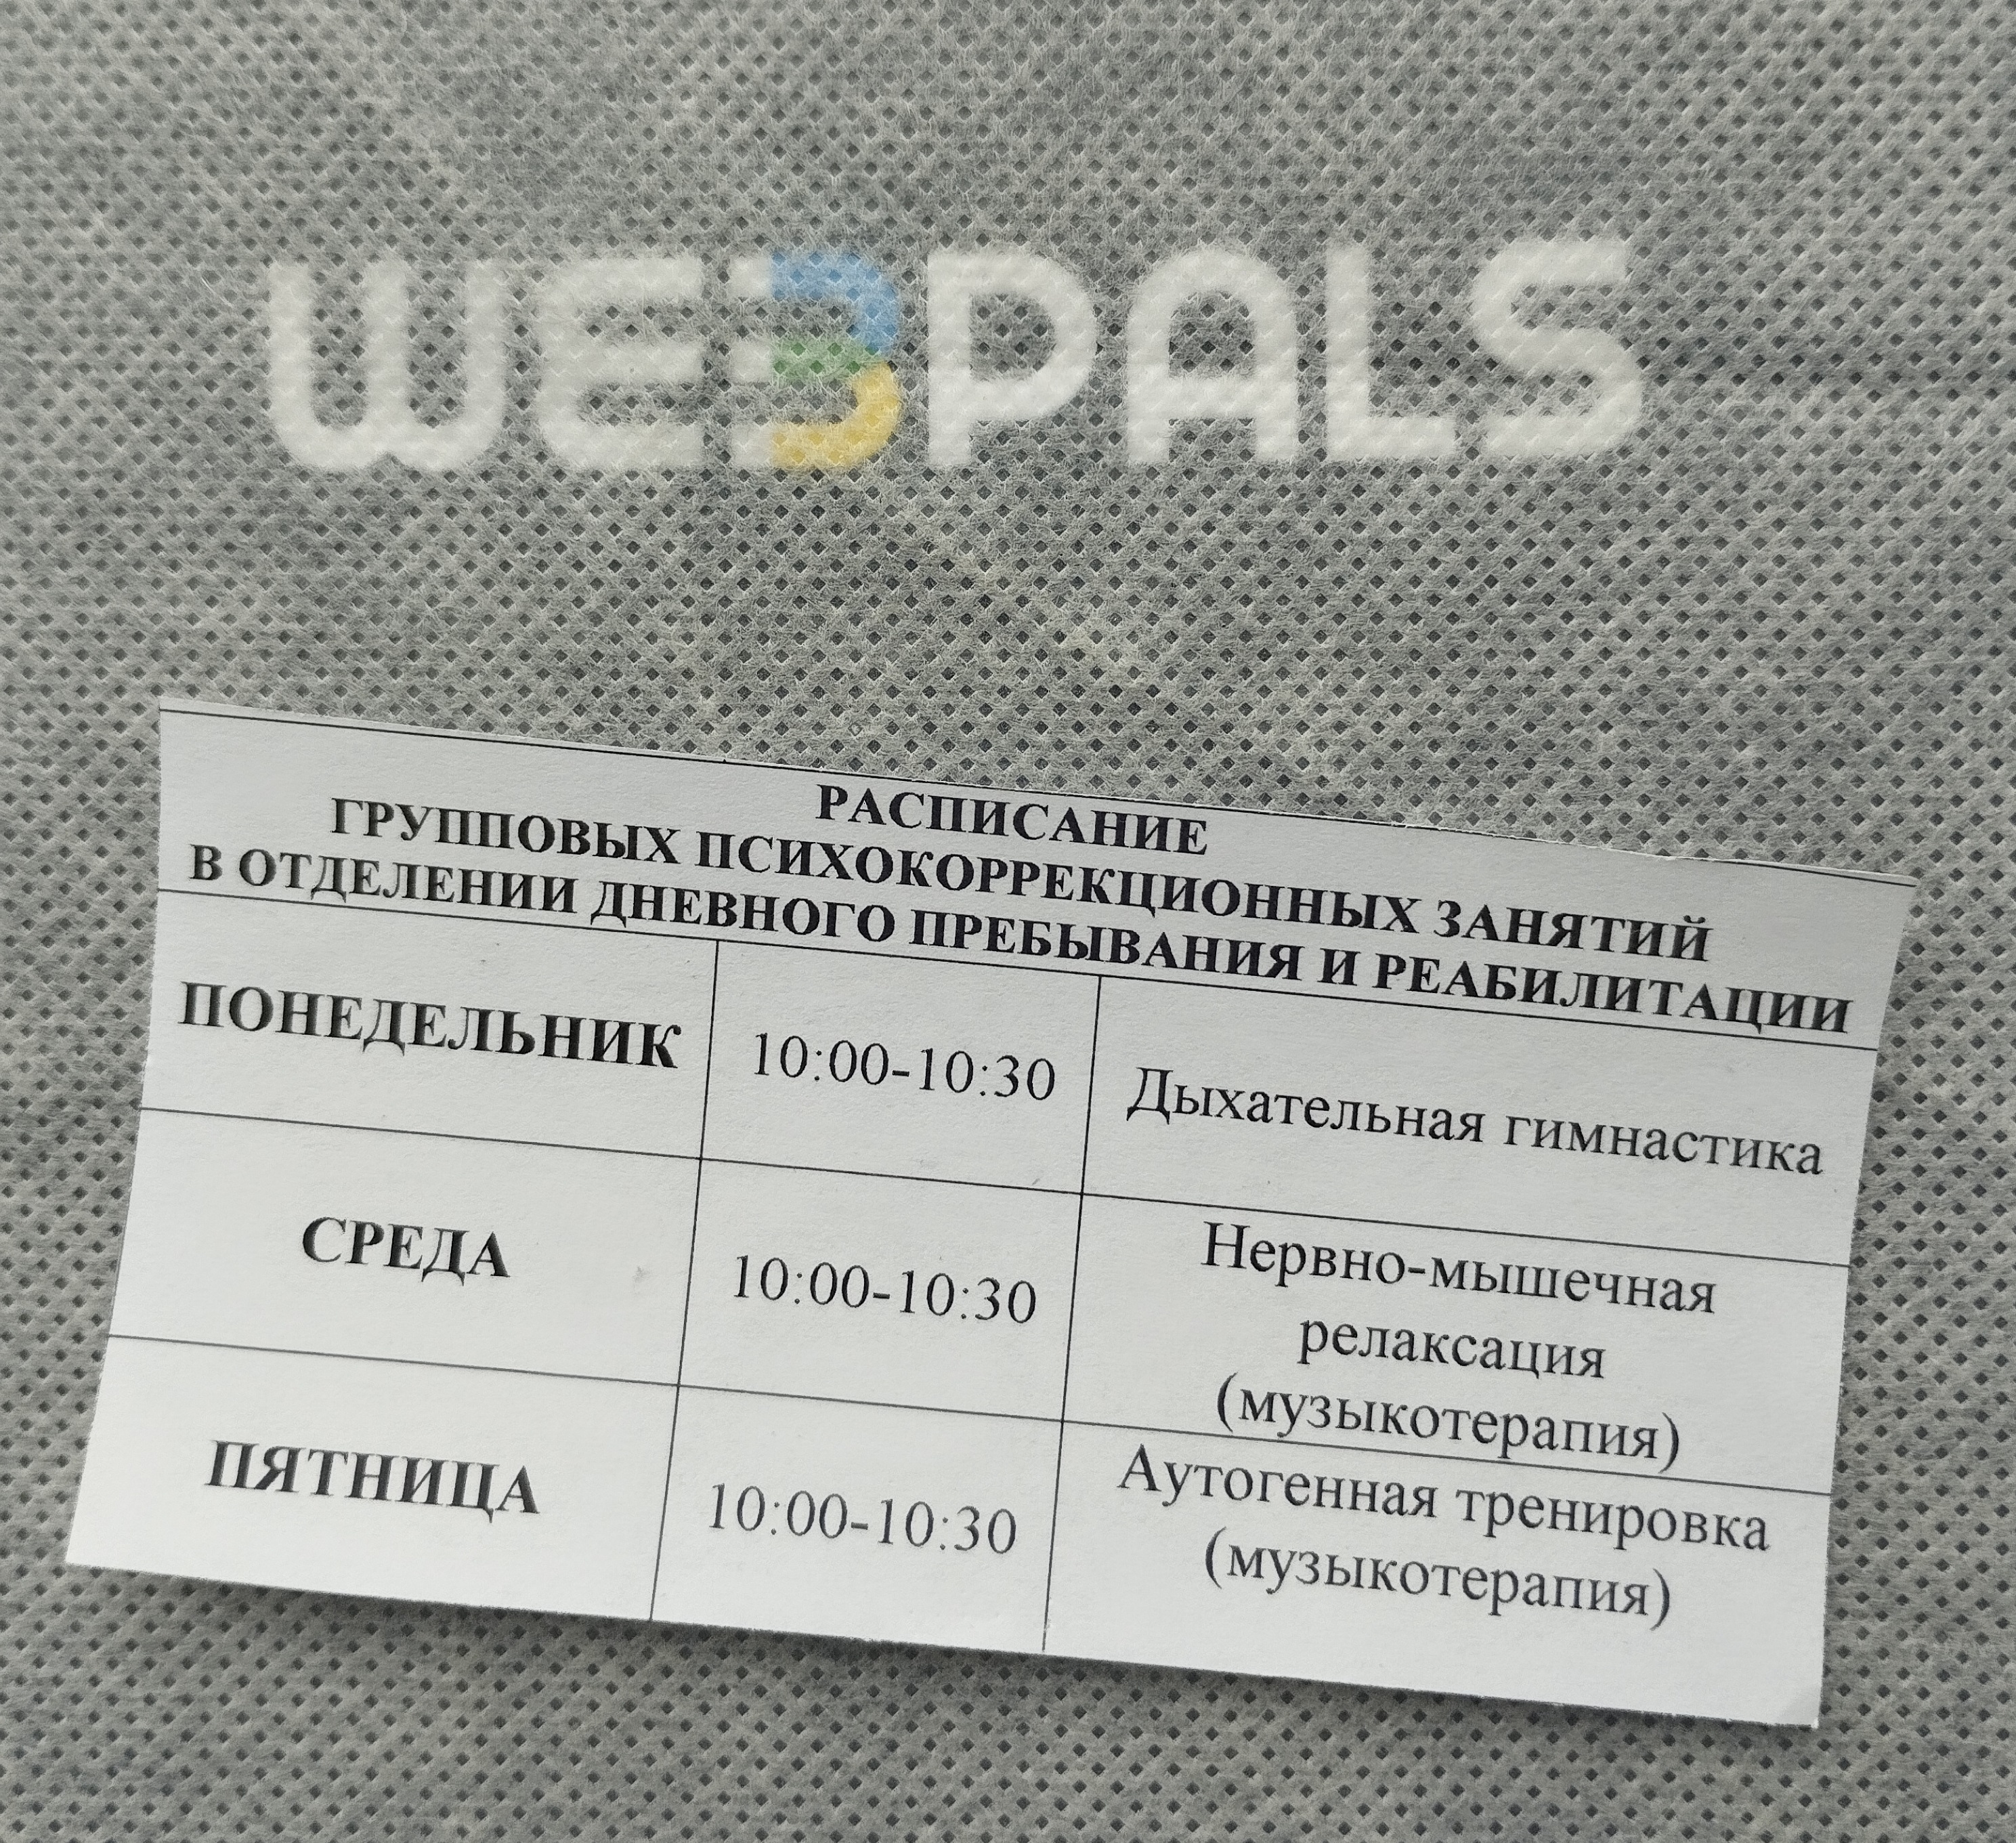 WEBPALS
РАСПИСАНИЕ
ГРУППОВЫХ ПСИХОКОРРЕКЦИОННЫХ ЗАНЯТИЙ
В ОТДЕЛЕНИИ ДНЕВНОГО ПРЕБЫВАНИЯ И РЕАБИЛИТАЦИИ
ПОНЕДЕЛЬНИК 10:00-10:30 Дыхательная гимнастика
СРЕДА 10:00-10:30 Нервно-мышечная
релаксация
(музыкотерапия)
ПЯТНИЦА 10:00-10:30 Аутогенная тренировка
(музыкотерапия)